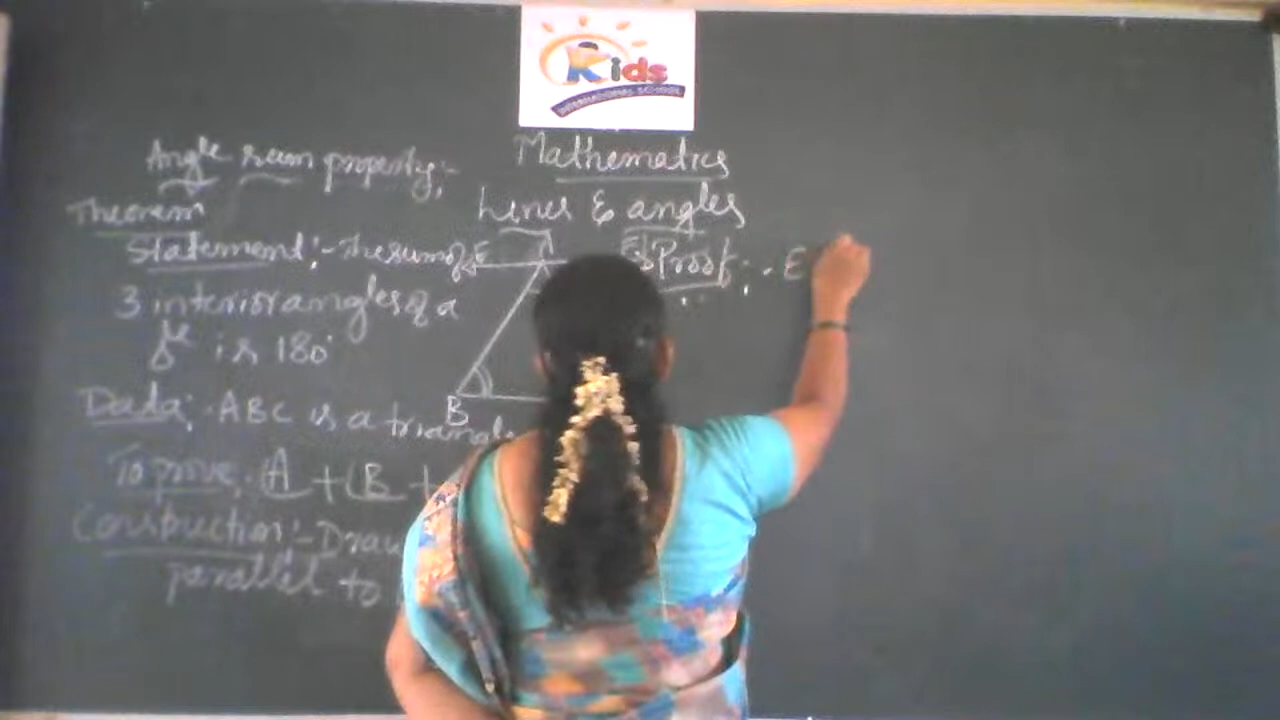 Kids
INTERNATIONAL SCHOOL
Mathematics
Lines & angles
Angle sum property:-
Theorem
Statement:- The sum of
3 interior angles of a
is 180°
Data:- ABC is a triangle
To prove:- A + B +
Construction:- Draw
parallel to
E
A
B
Proof:- E